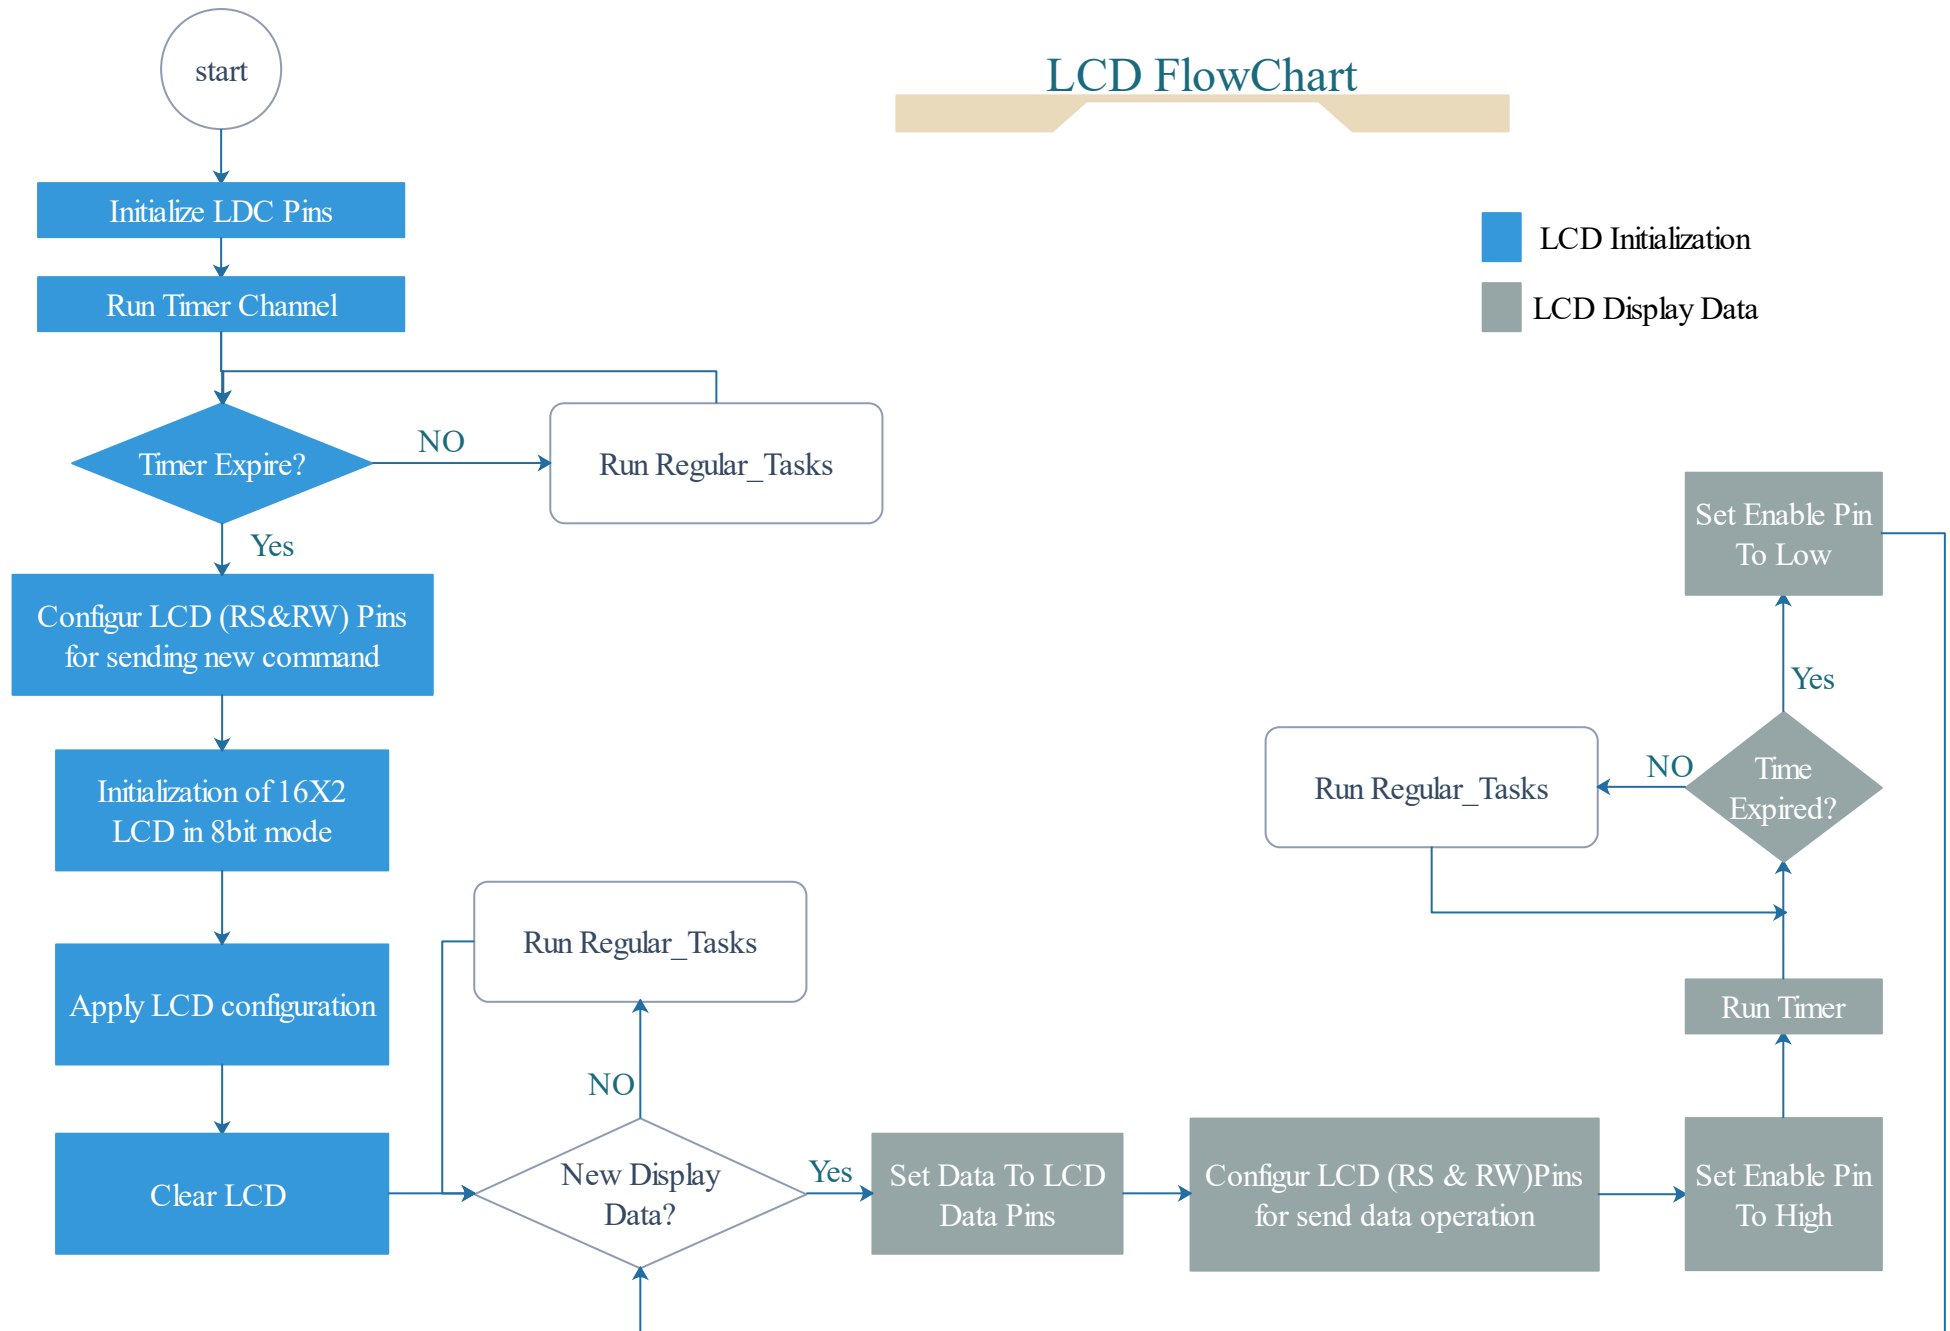 start
LCD FlowChart
Initialize LDC Pins
LCD Initialization
Run Timer Channel
LCD Display Data
Timer Expire?
NO
Run Regular_Tasks
Yes
Configur LCD (RS&RW) Pins
for sending new command
Initialization of 16X2
LCD in 8bit mode
Apply LCD configuration
Clear LCD
Run Regular_Tasks
NO
New Display
Data?
Yes
Set Data To LCD
Data Pins
Configur LCD (RS & RW)Pins
for send data operation
Set Enable Pin
To High
Run Timer
Time
Expired?
NO
Run Regular_Tasks
Yes
Set Enable Pin
To Low